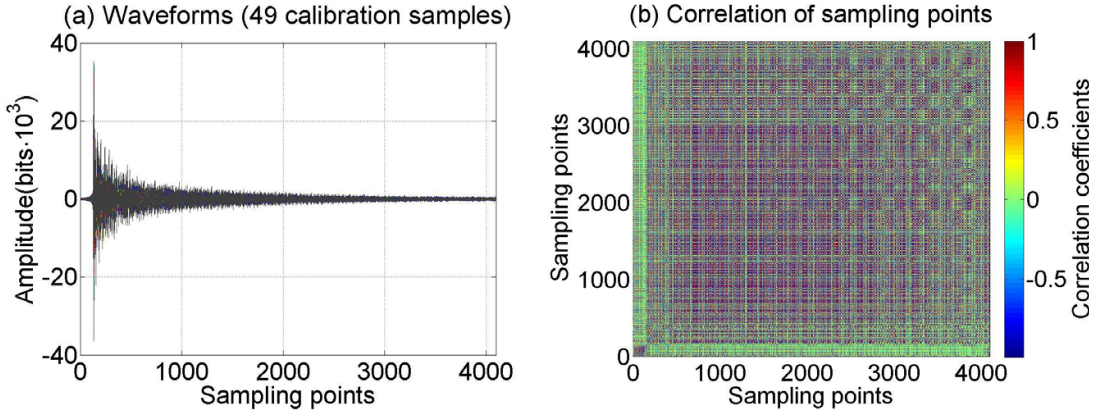 (a) Waveforms (49 calibration samples)
40
20
0
-20
-40
Amplitude(bits·10³)
0 1000 2000 3000 4000
Sampling points
(b) Correlation of sampling points
4000
3000
2000
1000
0
Sampling points
0 1000 2000 3000 4000
Sampling points
1
0.5
0
-0.5
Correlation coefficients